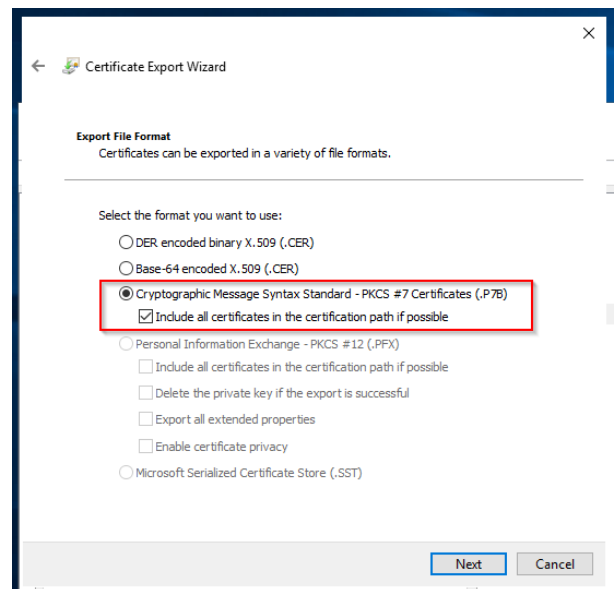 Certificate Export Wizard
Export File Format
Certificates can be exported in a variety of file formats.
Select the format you want to use:
DER encoded binary X.509 (.CER)
Base-64 encoded X.509 (.CER)
Cryptographic Message Syntax Standard - PKCS #7 Certificates (.P7B)
Include all certificates in the certification path if possible
Personal Information Exchange - PKCS #12 (.PFX)
Include all certificates in the certification path if possible
Delete the private key if the export is successful
Export all extended properties
Enable certificate privacy
Microsoft Serialized Certificate Store (.SST)
Next Cancel